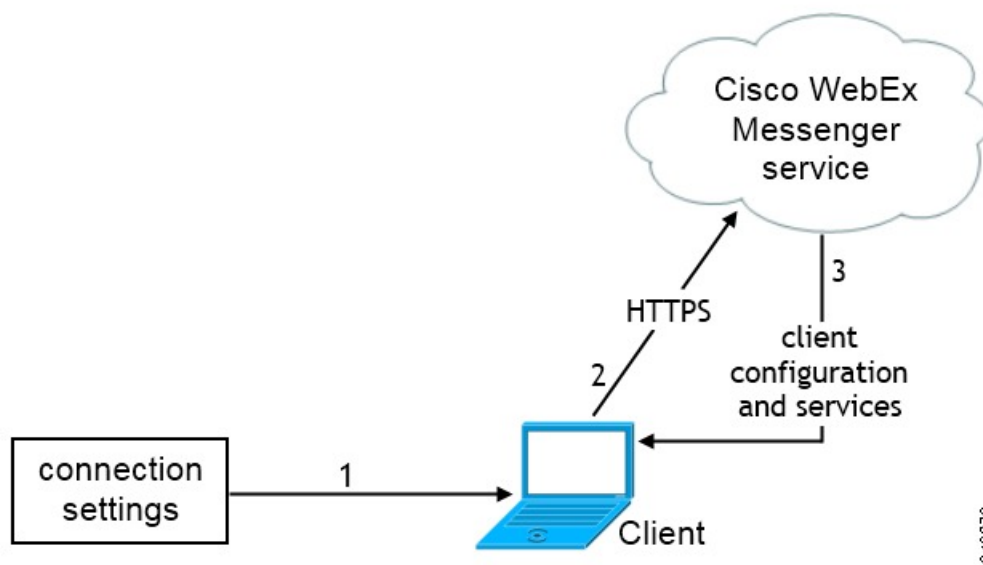 Cisco WebEx
Messenger
service
3
HTTPS
client
configuration
and services
2
connection
settings
1
Client